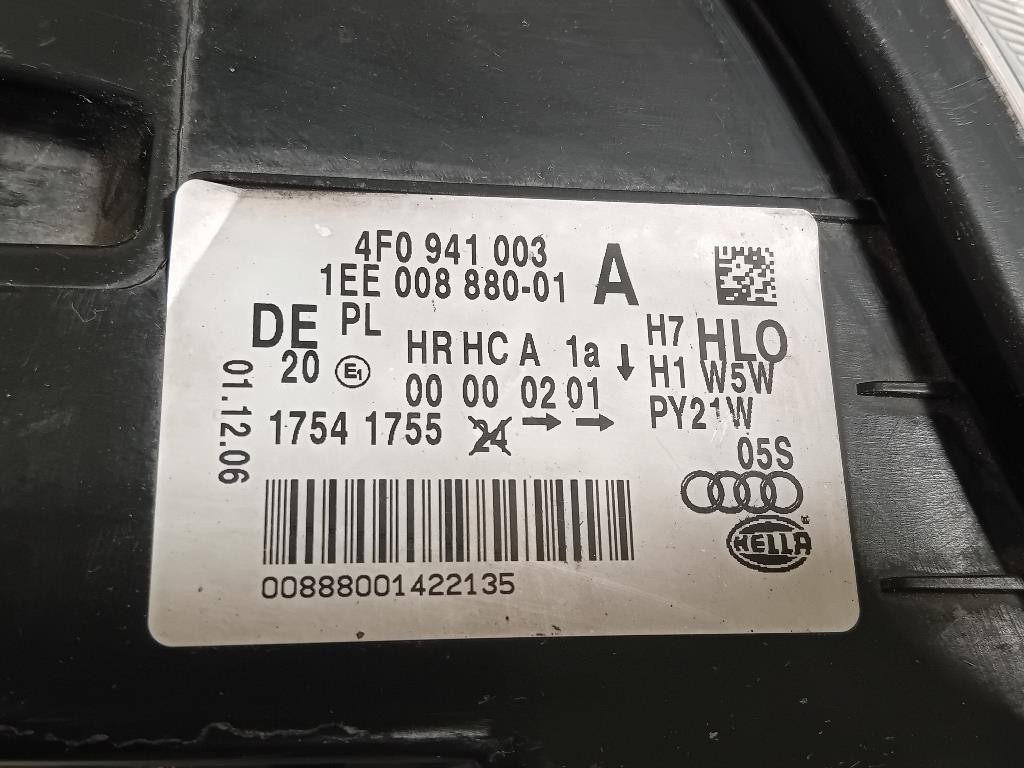 4F0 941 003
1EE 008 880-01 A
DE PL
20 E1
HR HC A 1a ↓
00 00 02 01
1754 1755 24 → →
H7 HLO
H1 W5W
PY21W
05S
01.12.06
HELLA
00888001422135